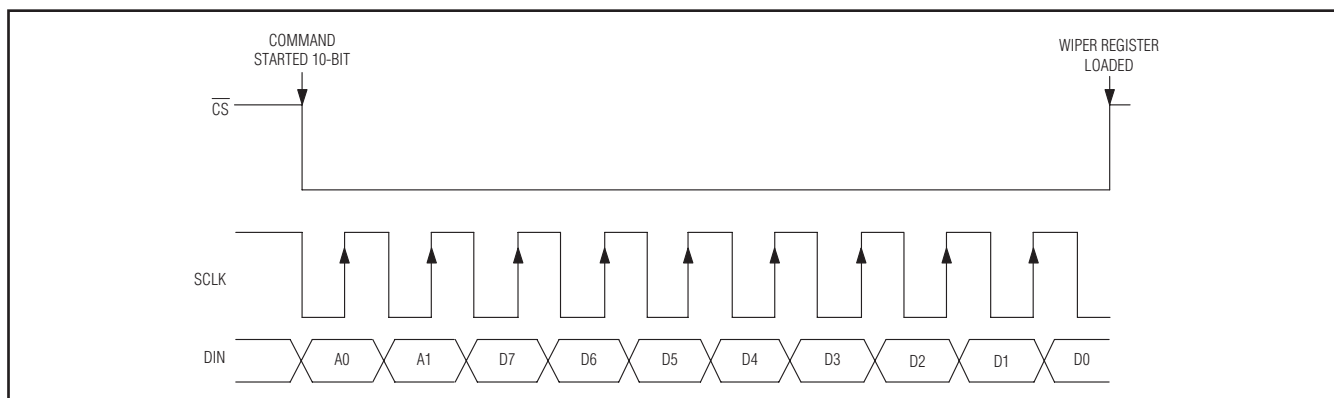 COMMAND
STARTED 10-BIT
WIPER REGISTER
LOADED
CS
SCLK
DIN
A0
A1
D7
D6
D5
D4
D3
D2
D1
D0